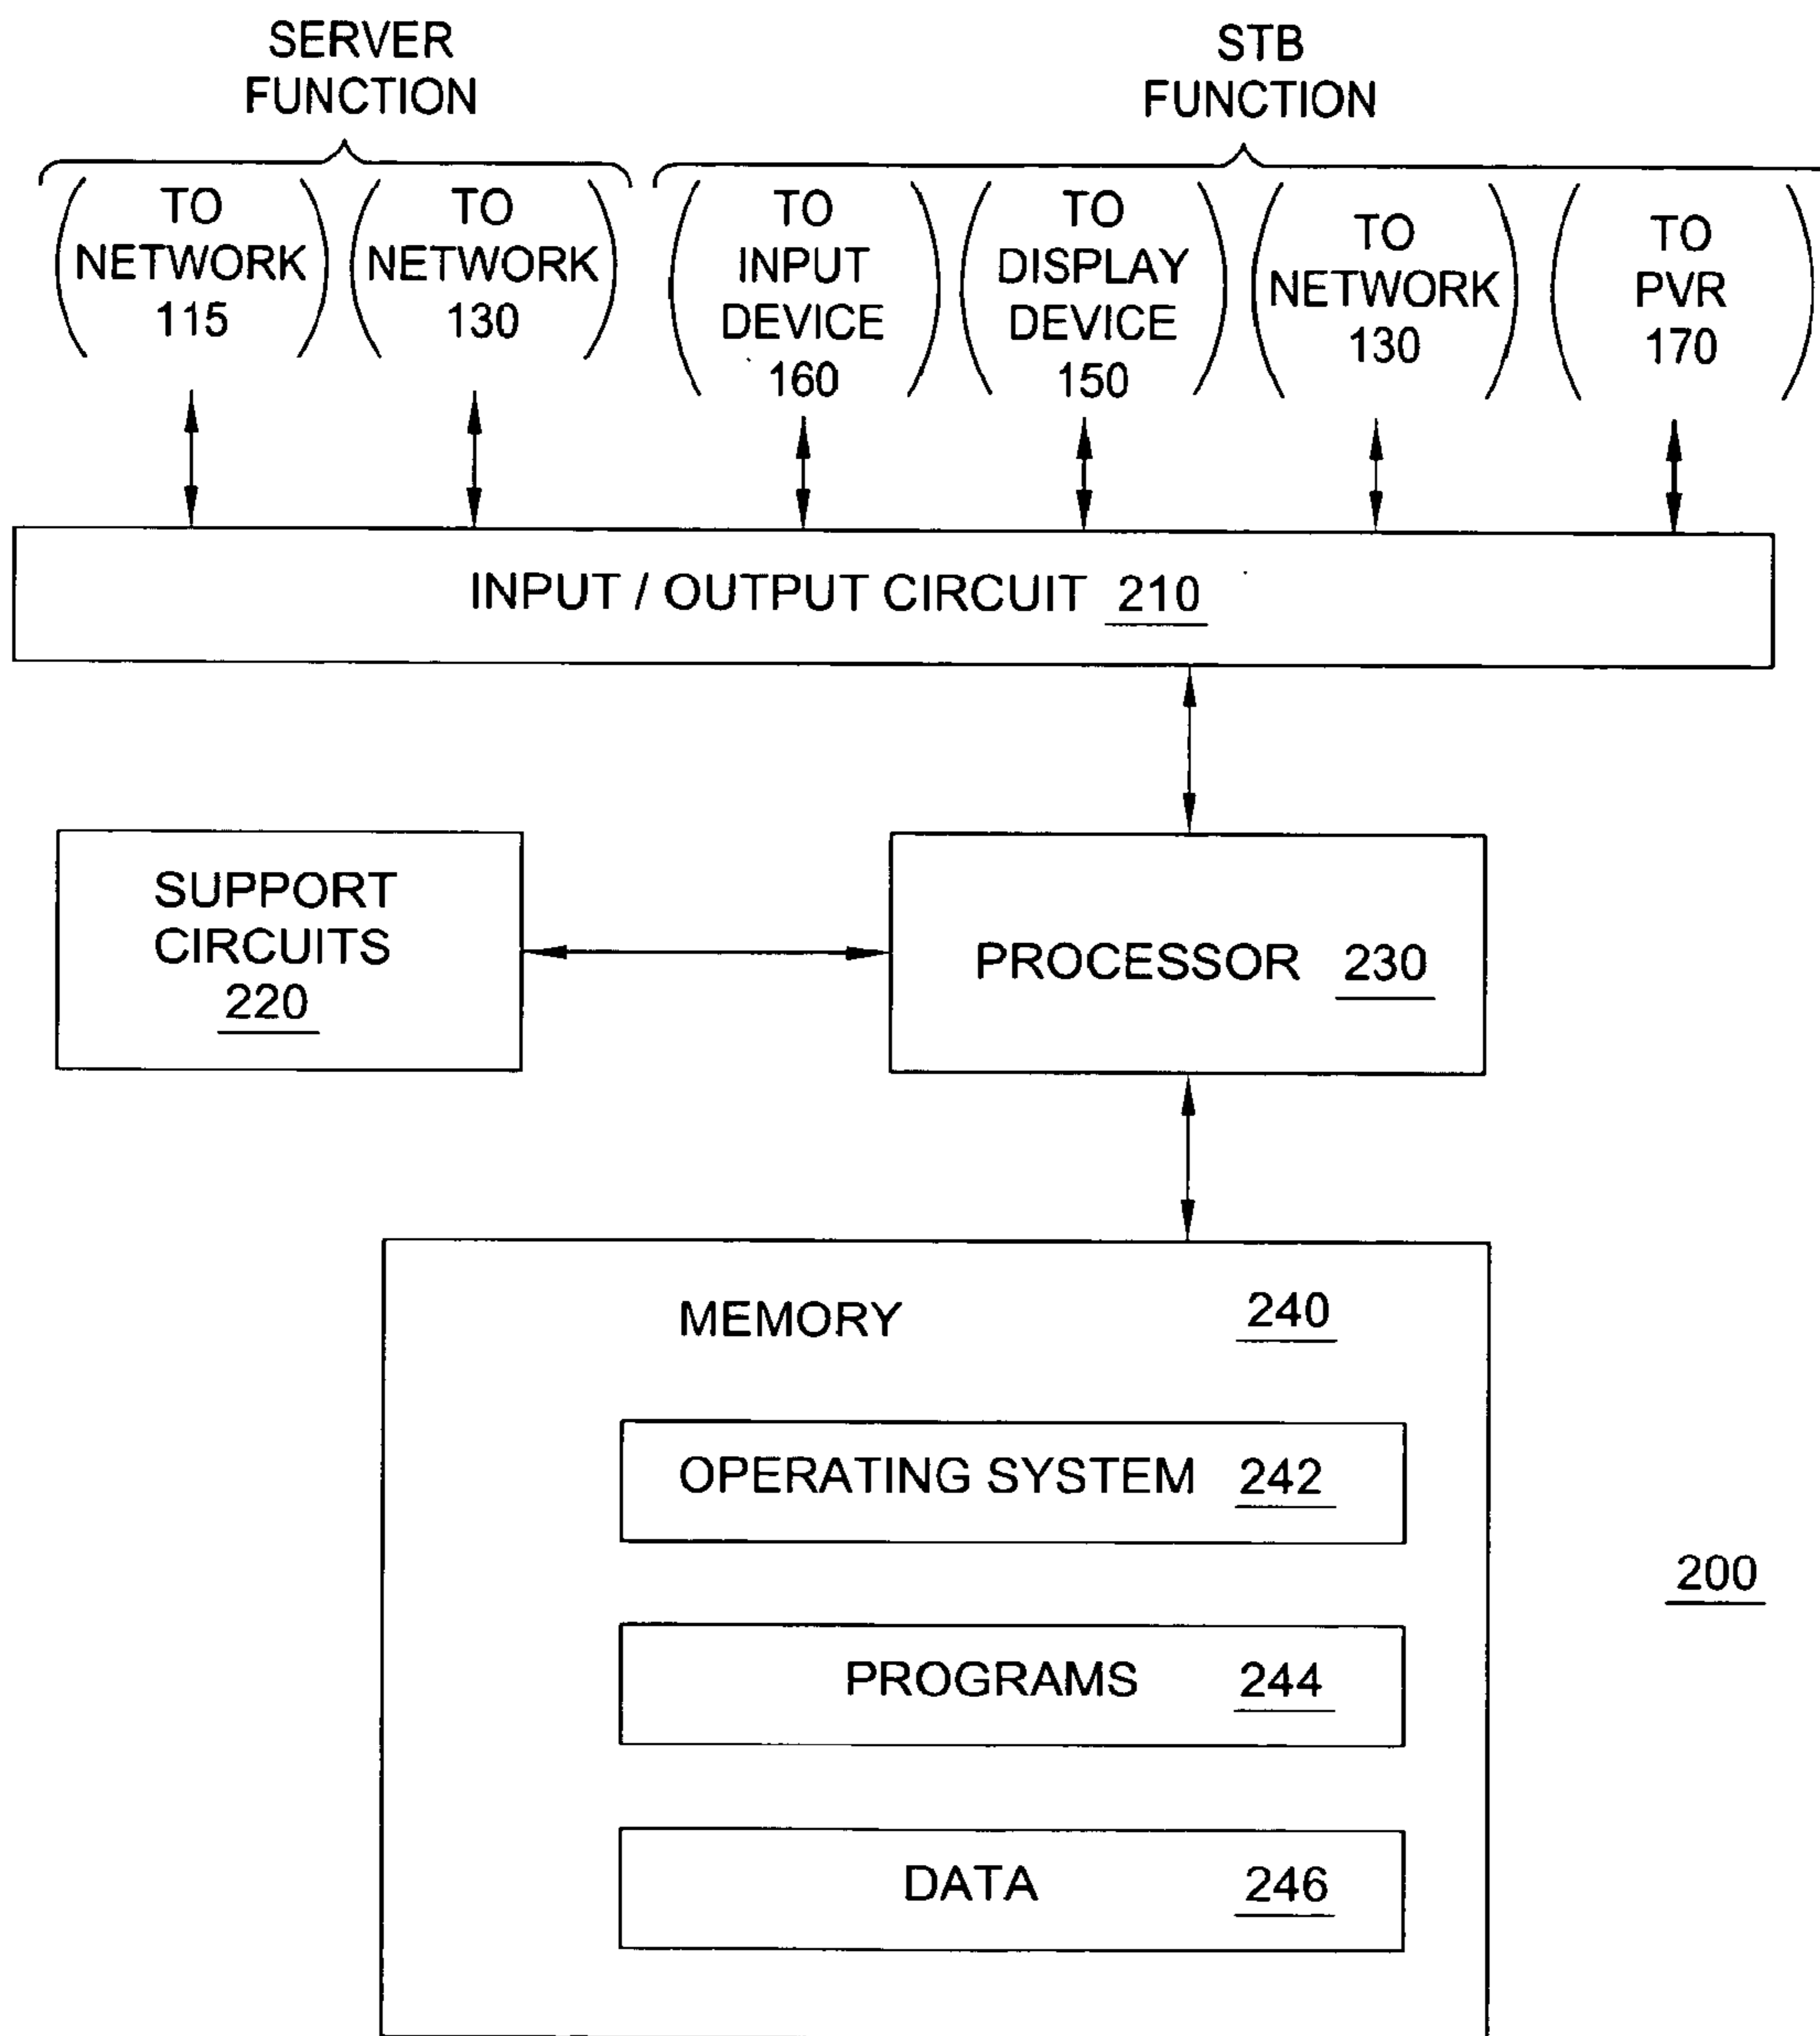 SERVER
FUNCTION
STB
FUNCTION
TO
NETWORK
115
TO
NETWORK
130
TO
INPUT
DEVICE
160
TO
DISPLAY
DEVICE
150
TO
NETWORK
130
TO
PVR
170
INPUT / OUTPUT CIRCUIT 210
SUPPORT
CIRCUITS
220
PROCESSOR 230
MEMORY 240
OPERATING SYSTEM 242
200
PROGRAMS 244
DATA 246